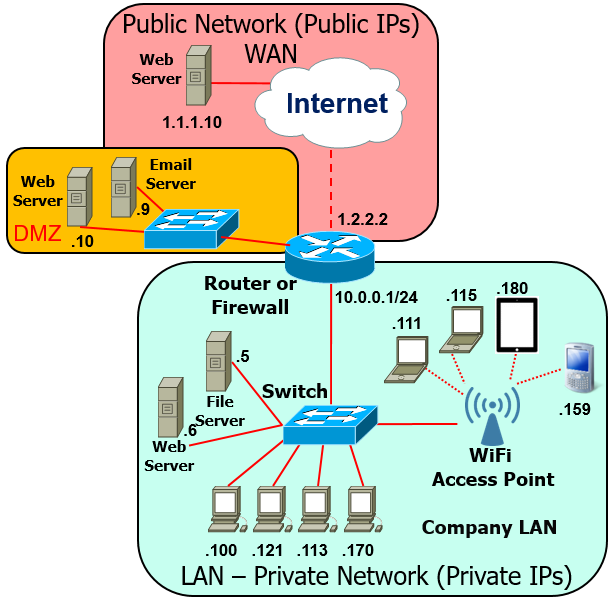 Public Network (Public IPs)
WAN
Web
Server
Internet
1.1.1.10
Email
Server
Web
Server
.9
DMZ
.10
1.2.2.2
Router or
Firewall
10.0.0.1/24
.180
.115
.111
.5
Switch
.159
File
Server
.6
Web
Server
WiFi
Access Point
.100
.121
.113
.170
Company LAN
LAN – Private Network (Private IPs)